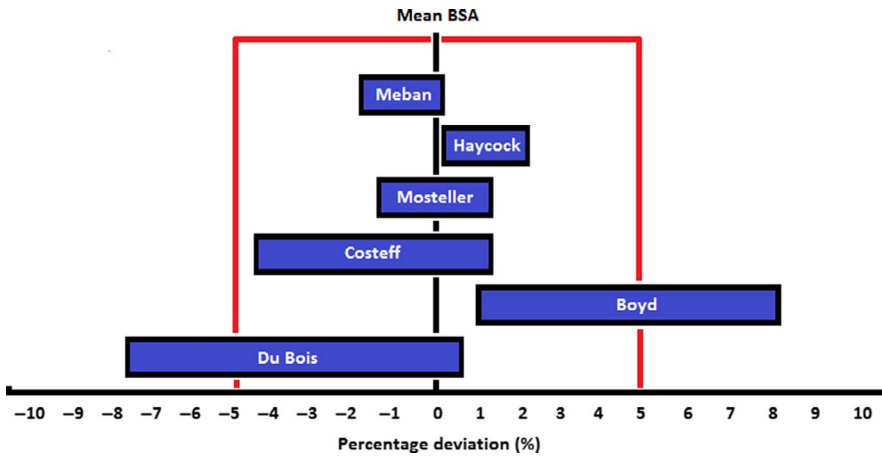 Mean BSA
Meban
Haycock
Mosteller
Costeff
Boyd
Du Bois
–10 –9 –8 –7 –6 –5 –4 –3 –2 –1 0 1 2 3 4 5 6 7 8 9 10
Percentage deviation (%)